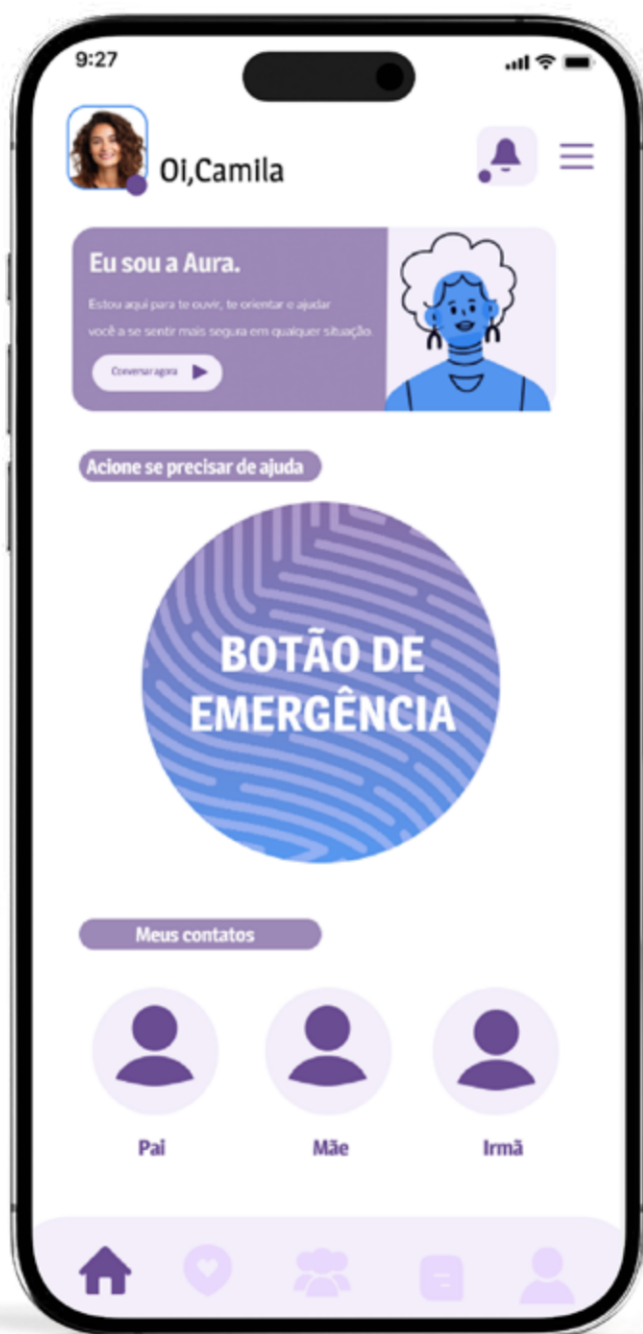 9:27
Oi,Camila
Eu sou a Aura.
Estou aqui para te ouvir, te orientar e ajudar
você a se sentir mais segura em qualquer situação.
Conversar agora
Acione se precisar de ajuda
BOTÃO DE
EMERGÊNCIA
Meus contatos
Pai
Mãe
Irmã